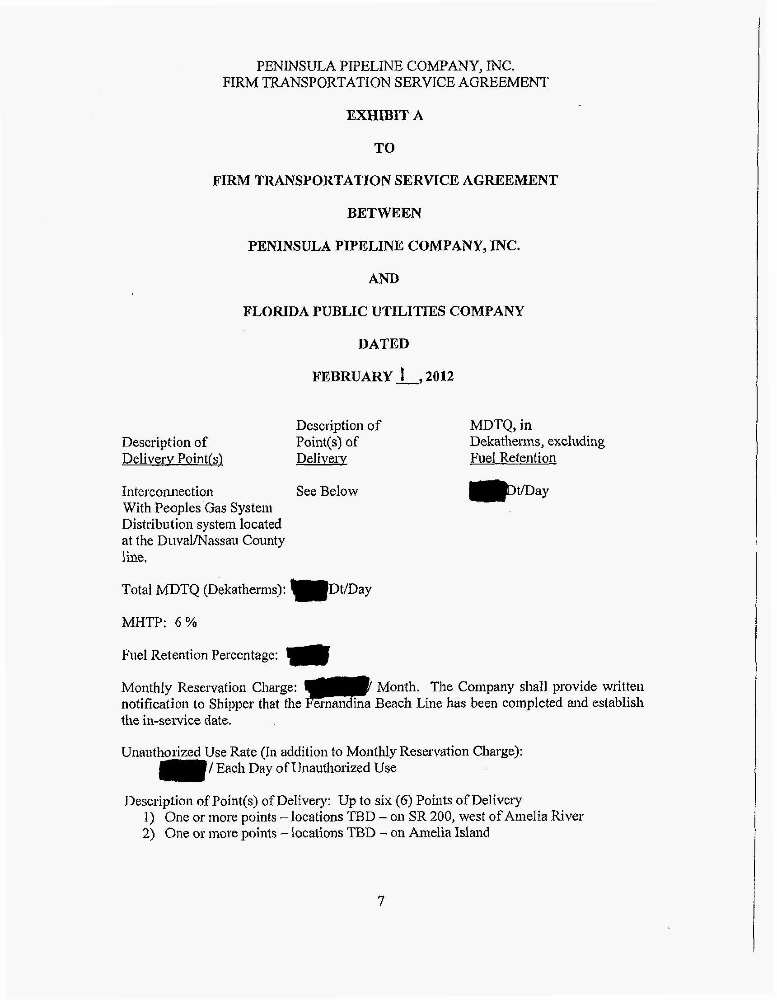 PENINSULA PIPELINE COMPANY, INC.
FIRM TRANSPORTATION SERVICE AGREEMENT
EXHIBIT A
TO
FIRM TRANSPORTATION SERVICE AGREEMENT
BETWEEN
PENINSULA PIPELINE COMPANY, INC.
AND
FLORIDA PUBLIC UTILITIES COMPANY
DATED
FEBRUARY 1, 2012
Description of MDTQ, in
Description of Point(s) of Dekatherms, excluding
Delivery Point(s) Delivery Fuel Retention
Interconnection See Below Dt/Day
With Peoples Gas System
Distribution system located
at the Duval/Nassau County
line.
Total MDTQ (Dekatherms): Dt/Day
MHTP: 6 %
Fuel Retention Percentage:
Monthly Reservation Charge: / Month. The Company shall provide written
notification to Shipper that the Fernandina Beach Line has been completed and establish
the in-service date.
Unauthorized Use Rate (In addition to Monthly Reservation Charge):
/ Each Day of Unauthorized Use
Description of Point(s) of Delivery: Up to six (6) Points of Delivery
1) One or more points – locations TBD – on SR 200, west of Amelia River
2) One or more points – locations TBD – on Amelia Island
7